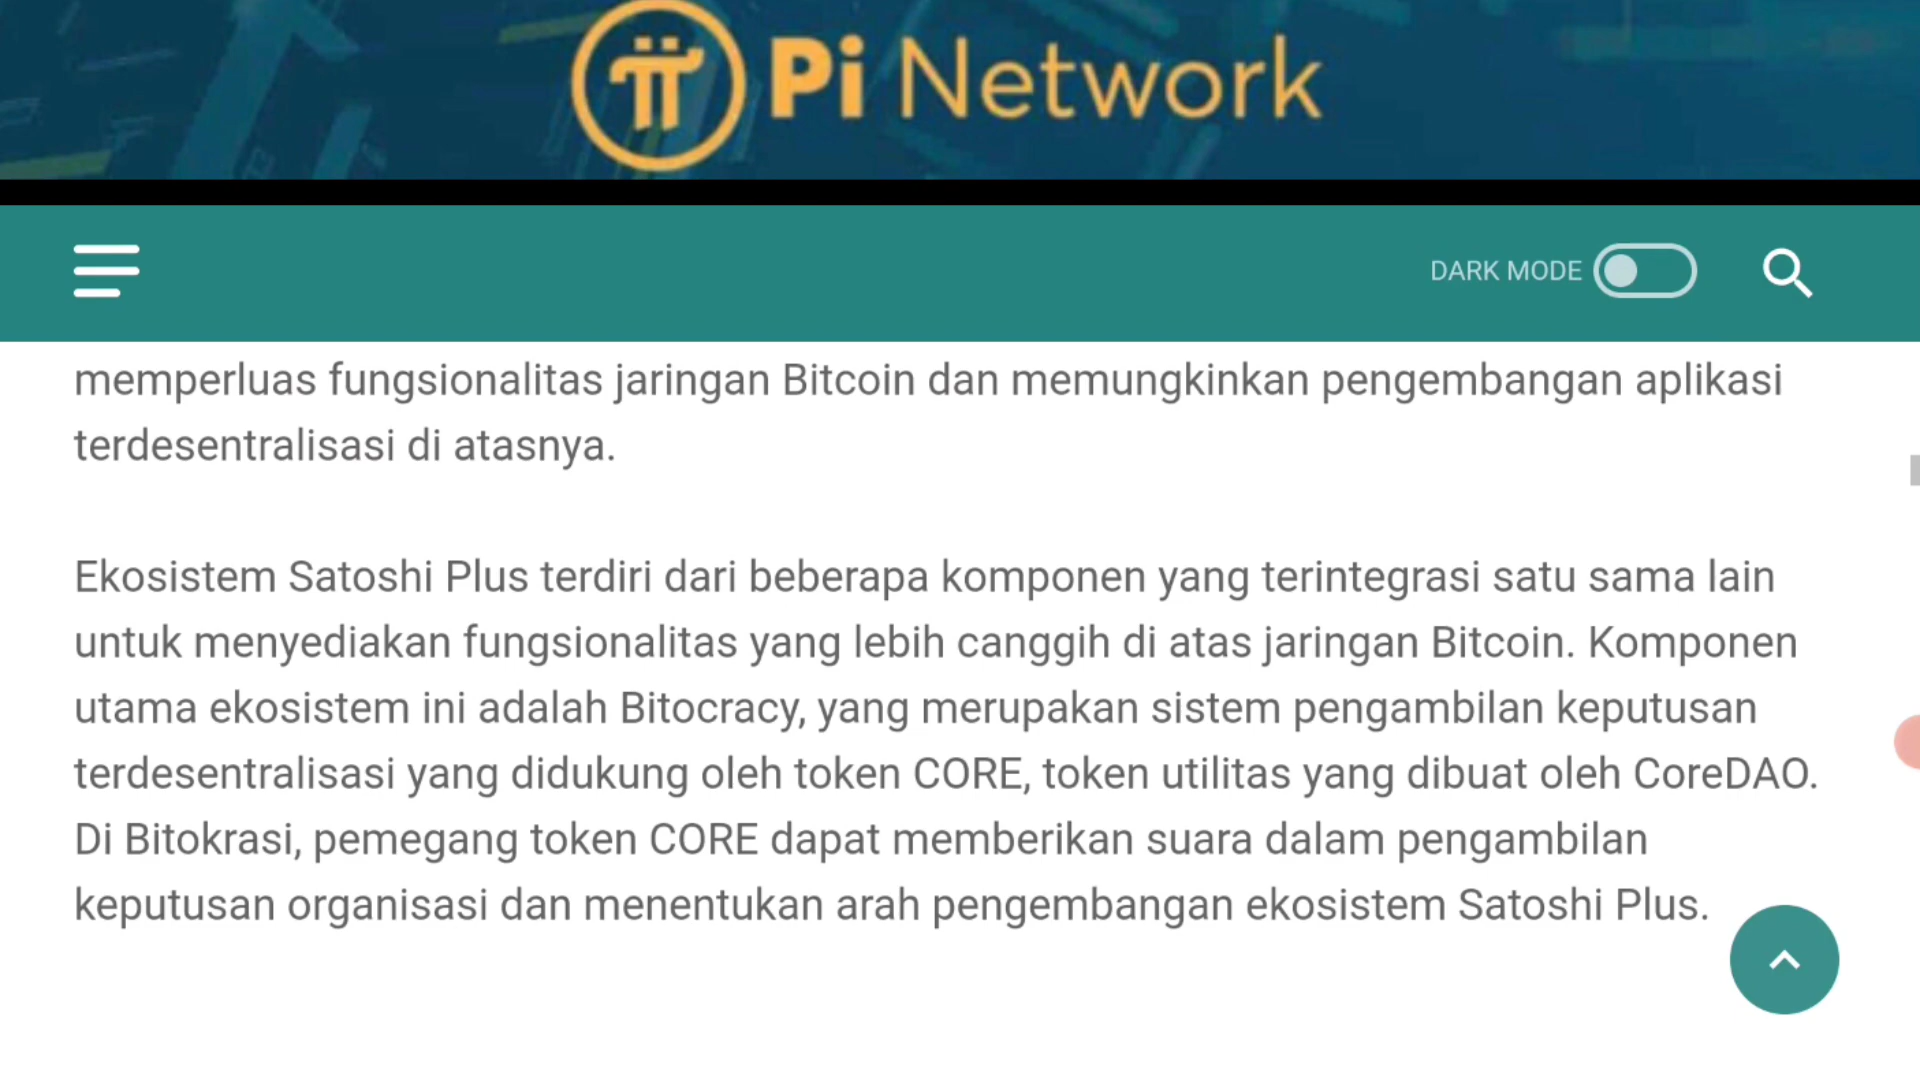 Pi Network
DARK MODE
memperluas fungsionalitas jaringan Bitcoin dan memungkinkan pengembangan aplikasi
terdesentralisasi di atasnya.
Ekosistem Satoshi Plus terdiri dari beberapa komponen yang terintegrasi satu sama lain
untuk menyediakan fungsionalitas yang lebih canggih di atas jaringan Bitcoin. Komponen
utama ekosistem ini adalah Bitocracy, yang merupakan sistem pengambilan keputusan
terdesentralisasi yang didukung oleh token CORE, token utilitas yang dibuat oleh CoreDAO.
Di Bitokrasi, pemegang token CORE dapat memberikan suara dalam pengambilan
keputusan organisasi dan menentukan arah pengembangan ekosistem Satoshi Plus.